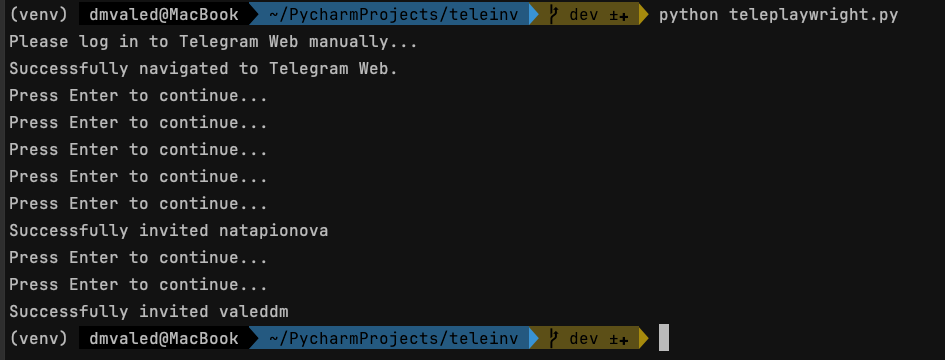 (venv) dmvaled@MacBook ~/PycharmProjects/teleinv dev ±✚ python teleplaywright.py
Please log in to Telegram Web manually...
Successfully navigated to Telegram Web.
Press Enter to continue...
Press Enter to continue...
Press Enter to continue...
Press Enter to continue...
Press Enter to continue...
Successfully invited natapionova
Press Enter to continue...
Press Enter to continue...
Successfully invited valeddm
(venv) dmvaled@MacBook ~/PycharmProjects/teleinv dev ±✚